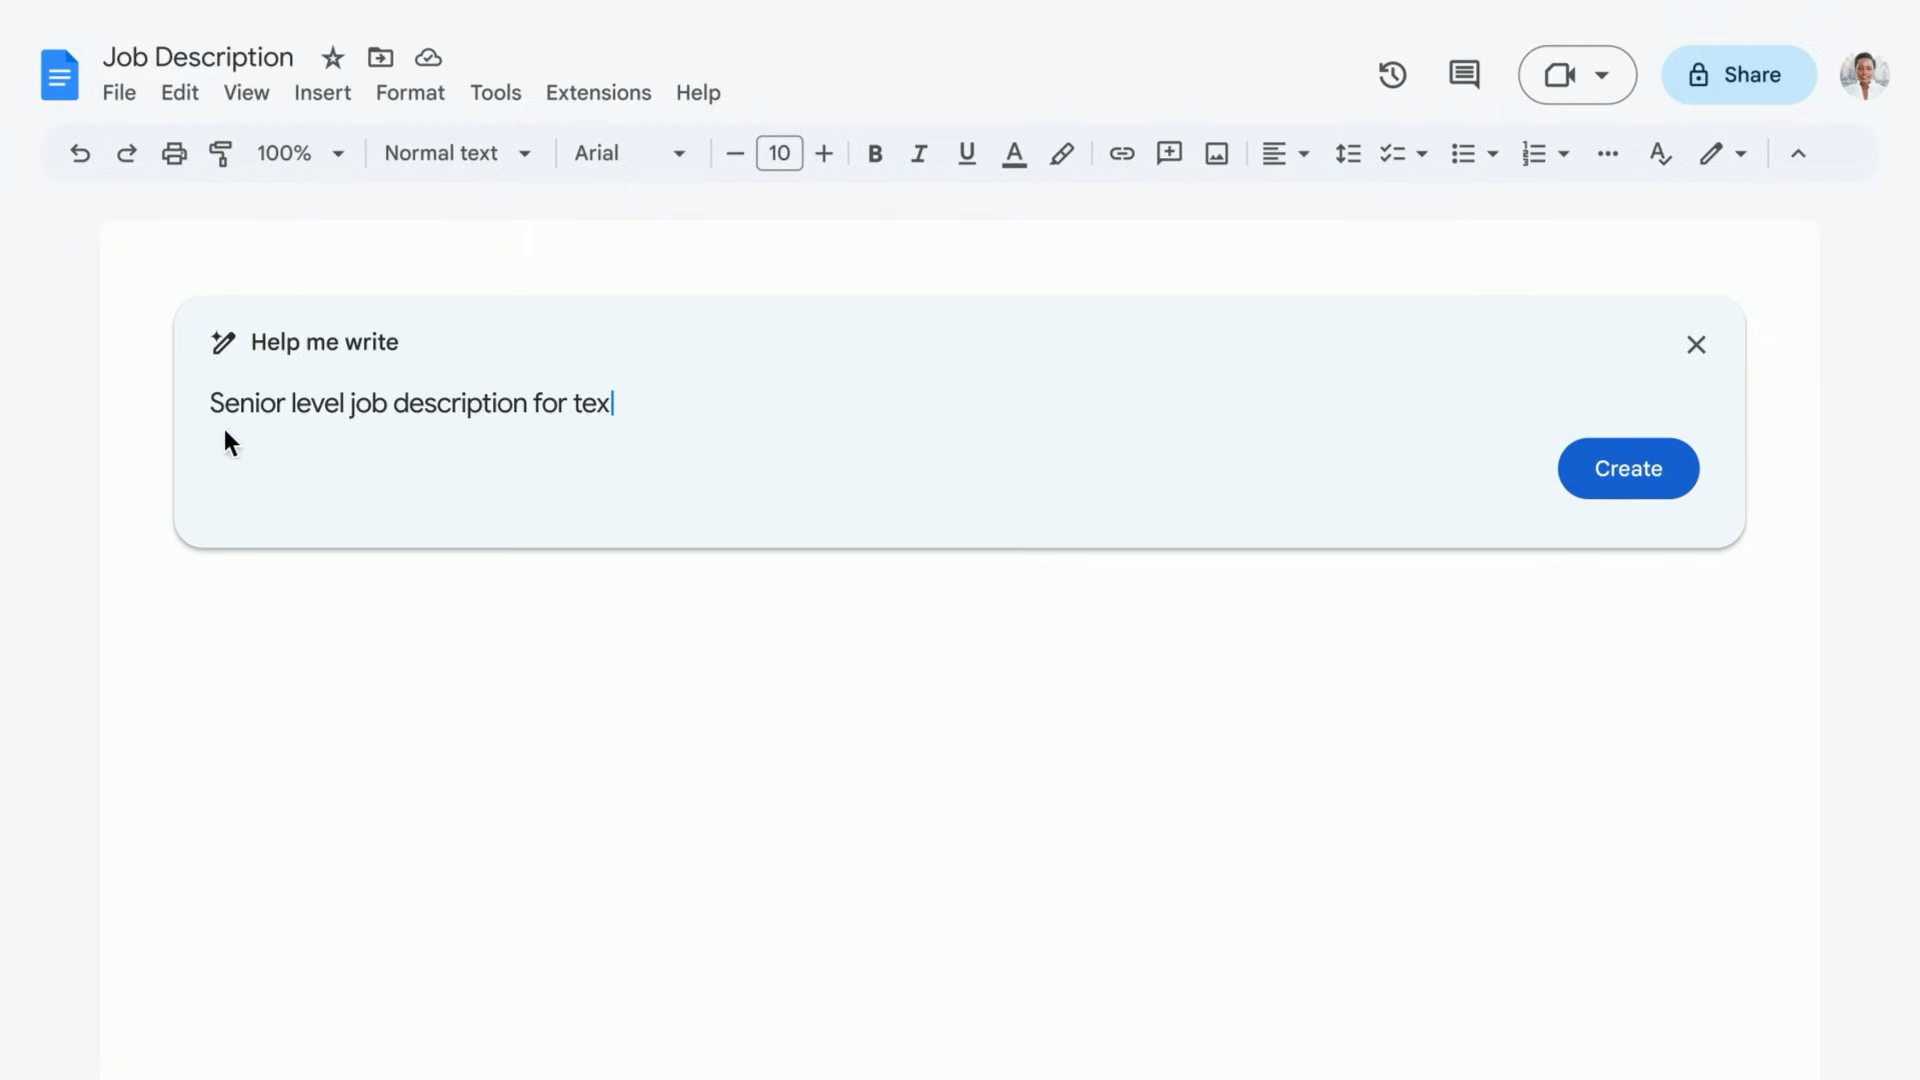 Job Description
File Edit View Insert Format Tools Extensions Help
Share
100% Normal text Arial 10 B I U A
Help me write
Senior level job description for tex
Create